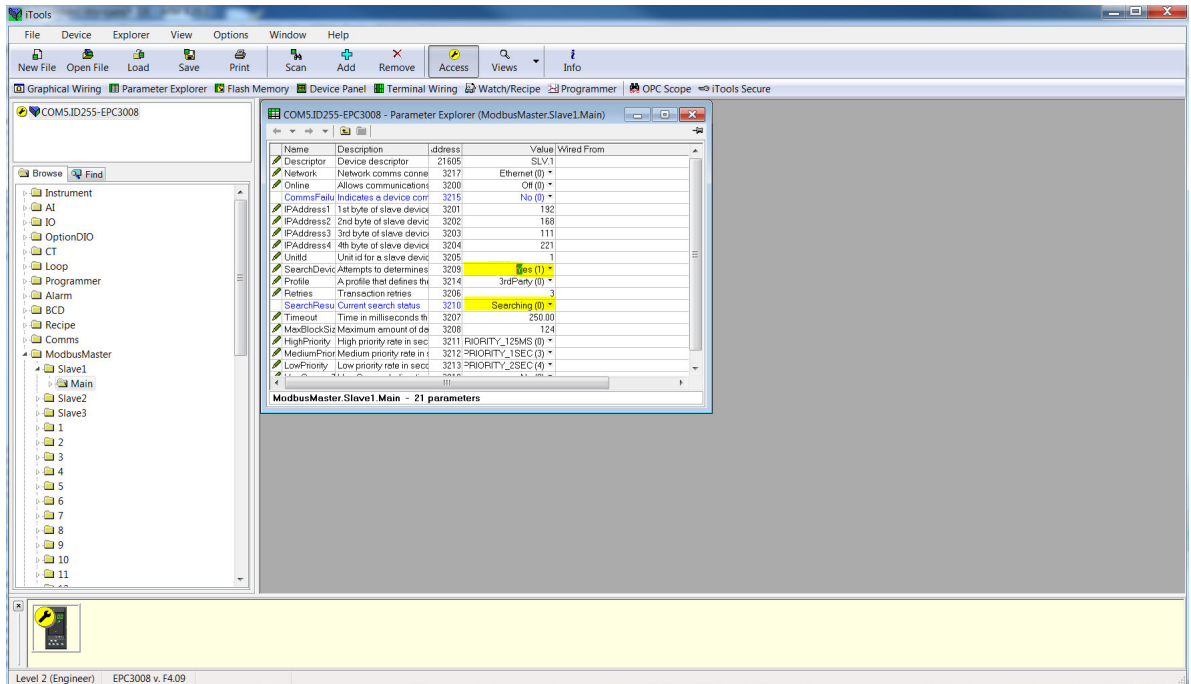 iTools
File Device Explorer View Options Window Help
New File Open File Load Save Print Scan Add Remove Access Views Info
Graphical Wiring Parameter Explorer Flash Memory Device Panel Terminal Wiring Watch/Recipe Programmer OPC Scope iTools Secure
COM5.ID255-EPC3008
Browse Find
Instrument
AI
IO
OptionDIO
CT
Loop
Programmer
Alarm
BCD
Recipe
Comms
ModbusMaster
Slave1
Main
Slave2
Slave3
1
2
3
4
5
6
7
8
9
10
11
COM5.ID255-EPC3008 - Parameter Explorer (ModbusMaster.Slave1.Main)
Name Description ddress Value Wired From
Descriptor Device descriptor 21605 SLV.1
Network Network comms conne 3217 Ethernet (0)
Online Allows communications 3200 Off (0)
CommsFailu Indicates a device com 3215 No (0)
IPAddress1 1st byte of slave device 3201 192
IPAddress2 2nd byte of slave devic 3202 168
IPAddress3 3rd byte of slave devic 3203 111
IPAddress4 4th byte of slave device 3204 221
UnitId Unit id for a slave devic 3205 1
SearchDevic Attempts to determines 3209 Yes (1)
Profile A profile that defines the 3214 3rdParty (0)
Retries Transaction retries 3206 3
SearchResu Current search status 3210 Searching (0)
Timeout Time in milliseconds th 3207 250.00
MaxBlockSiz Maximum amount of da 3208 124
HighPriority High priority rate in sec 3211 RIORITY_125MS (0)
MediumPrior Medium priority rate in s 3212 PRIORITY_1SEC (3)
LowPriority Low priority rate in seco 3213 PRIORITY_2SEC (4)
ModbusMaster.Slave1.Main - 21 parameters
Level 2 (Engineer) EPC3008 v. F4.09